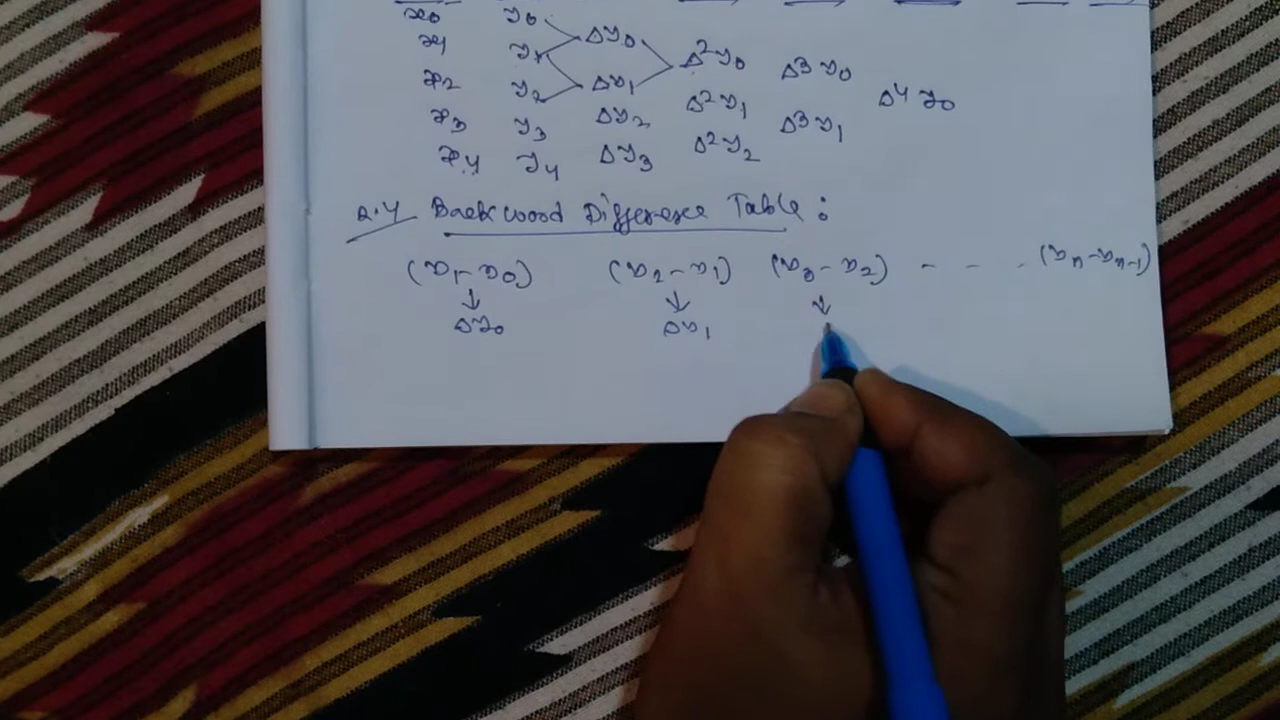 x₀ y₀ Δy₀ Δ²y₀ Δ³y₀
x₁ y₁ Δy₁ Δ²y₁ Δ⁴y₀
x₂ y₂ Δy₂ Δ²y₂ Δ³y₁
x₃ y₃ Δy₃
x₄ y₄
2.4 Backwood Difference Table :
(y₁-y₀) (y₂-y₁) (y₃-y₂) - - - (yₙ-yₙ₋₁)
↓ ↓ ↓
Δy₀ Δy₁